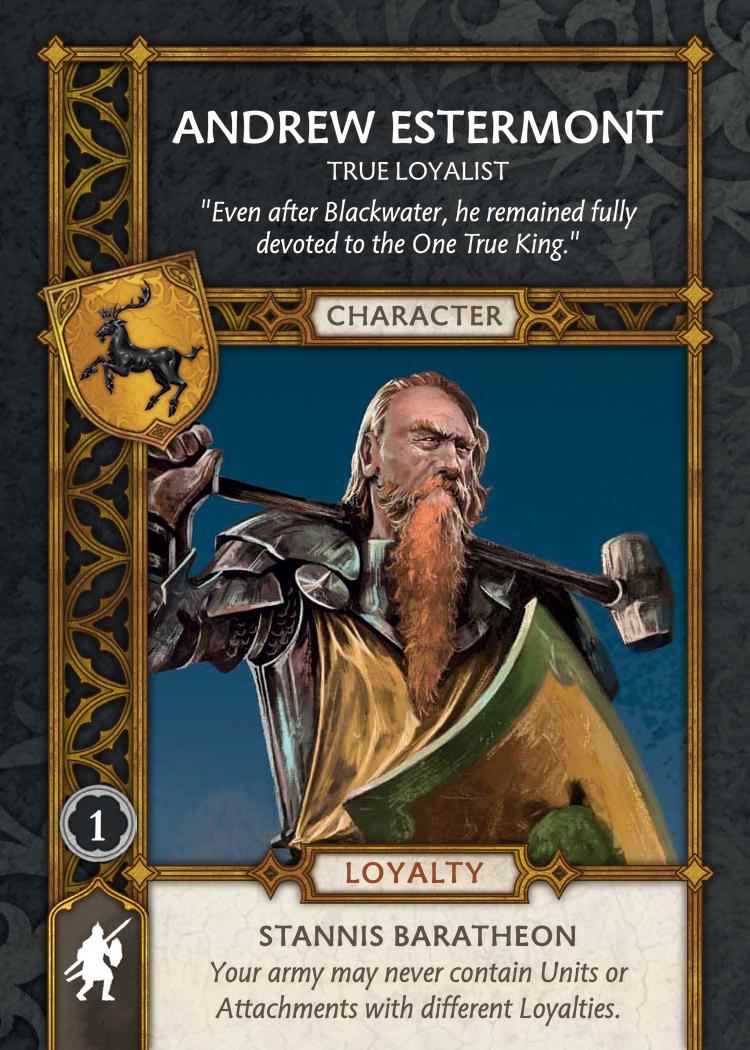 ANDREW ESTERMONT
TRUE LOYALIST
"Even after Blackwater, he remained fully
devoted to the One True King."
CHARACTER
1
LOYALTY
STANNIS BARATHEON
Your army may never contain Units or
Attachments with different Loyalties.